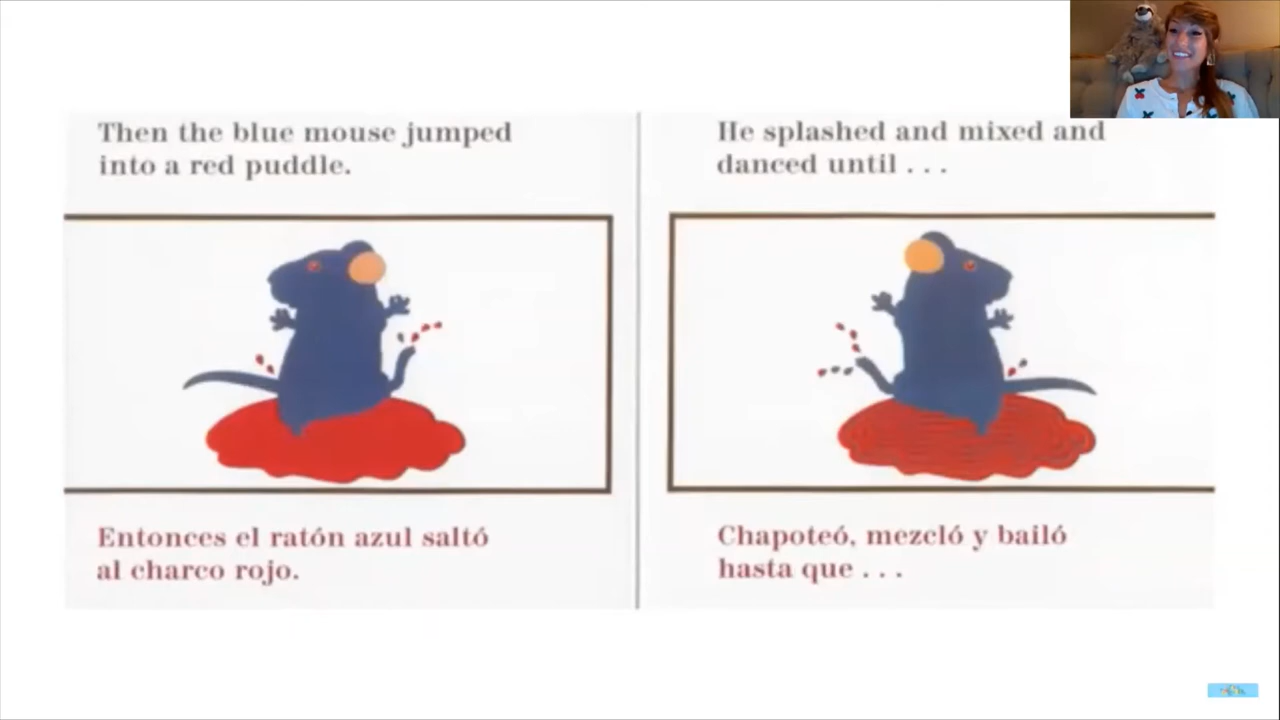 Then the blue mouse jumped
into a red puddle.
Entonces el ratón azul saltó
al charco rojo.
He splashed and mixed and
danced until . . .
Chapoteó, mezcló y bailó
hasta que . . .